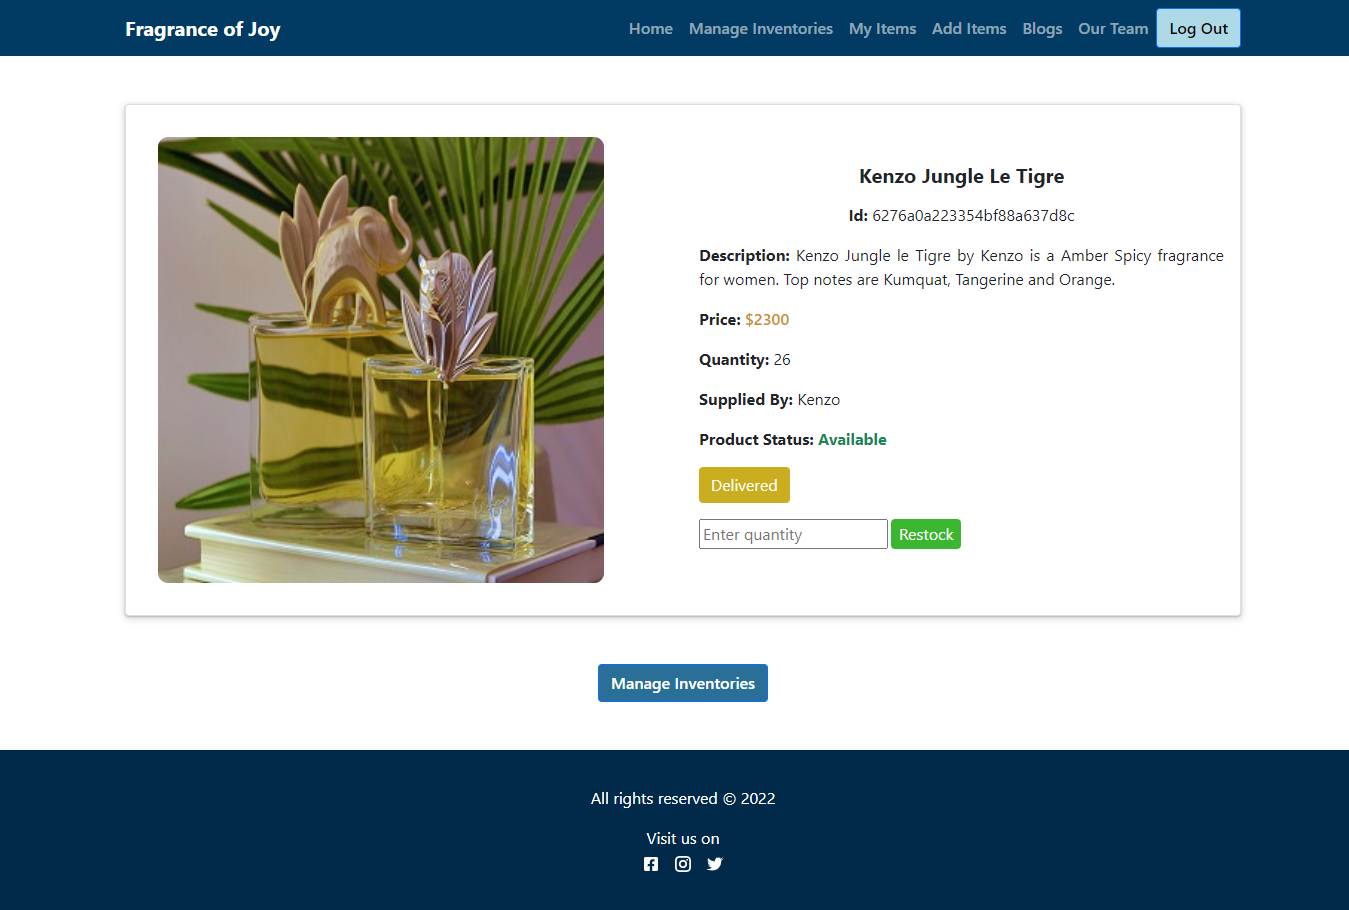 Fragrance of Joy
Home Manage Inventories My Items Add Items Blogs Our Team Log Out
Kenzo Jungle Le Tigre
Id: 6276a0a223354bf88a637d8c
Description: Kenzo Jungle le Tigre by Kenzo is a Amber Spicy fragrance
for women. Top notes are Kumquat, Tangerine and Orange.
Price: $2300
Quantity: 26
Supplied By: Kenzo
Product Status: Available
Delivered
Enter quantity Restock
Manage Inventories
All rights reserved © 2022
Visit us on